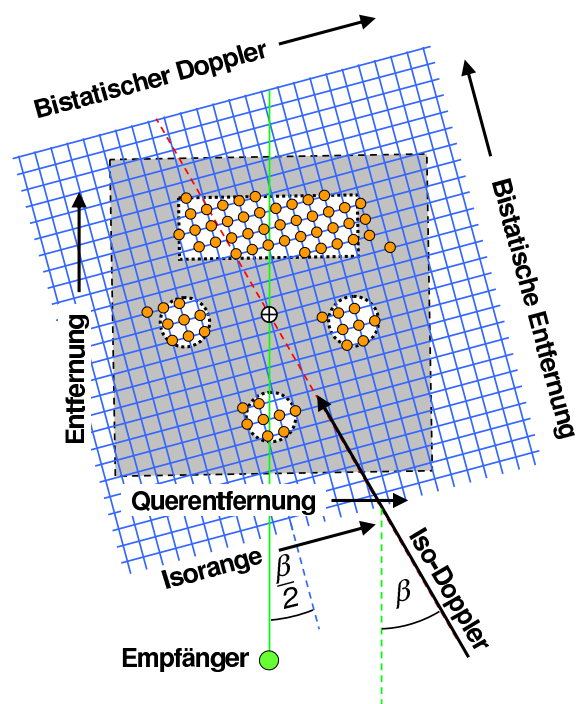 Bistatischer Doppler
Bistatische Entfernung
Entfernung
Querentfernung
Isorange
β
2
β
Iso-Doppler
Empfänger